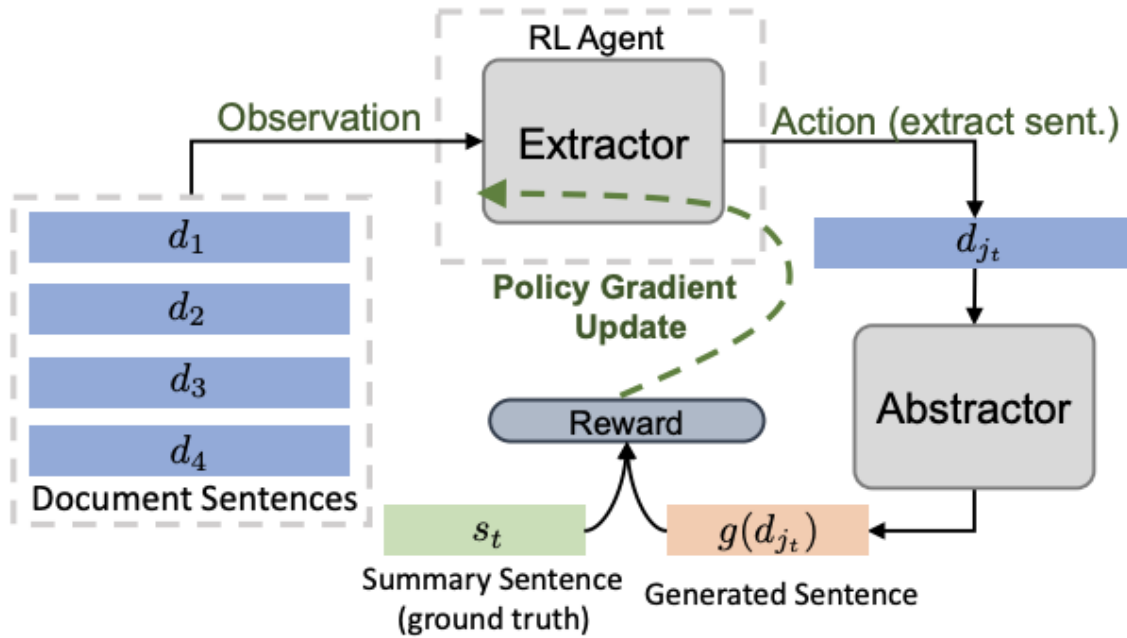 RL Agent
Observation
Extractor
Action (extract sent.)
d_1
d_2
d_3
d_4
Document Sentences
d_{j_t}
Policy Gradient
Update
Abstractor
Reward
s_t
g(d_{j_t})
Summary Sentence
(ground truth)
Generated Sentence